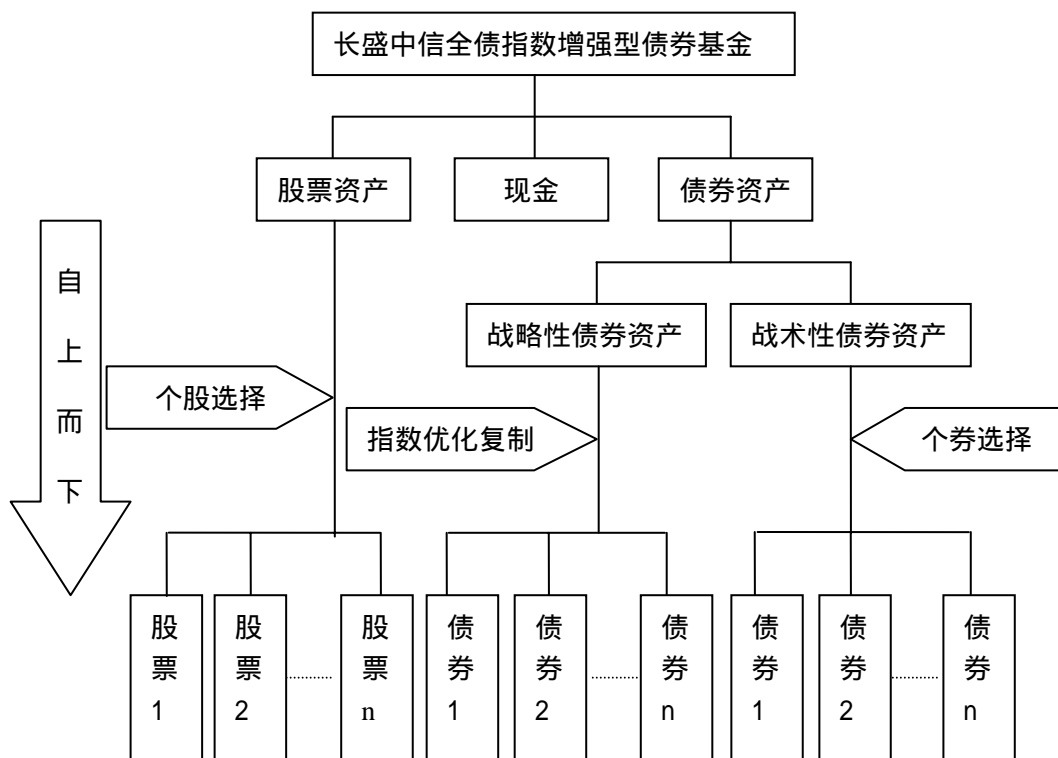 长盛中信全债指数增强型债券基金
股票资产
现金
债券资产
自上而下
战略性债券资产
战术性债券资产
个股选择
指数优化复制
个券选择
股票1
股票2
………
股票n
债券1
债券2
………
债券n
债券1
债券2
………
债券n